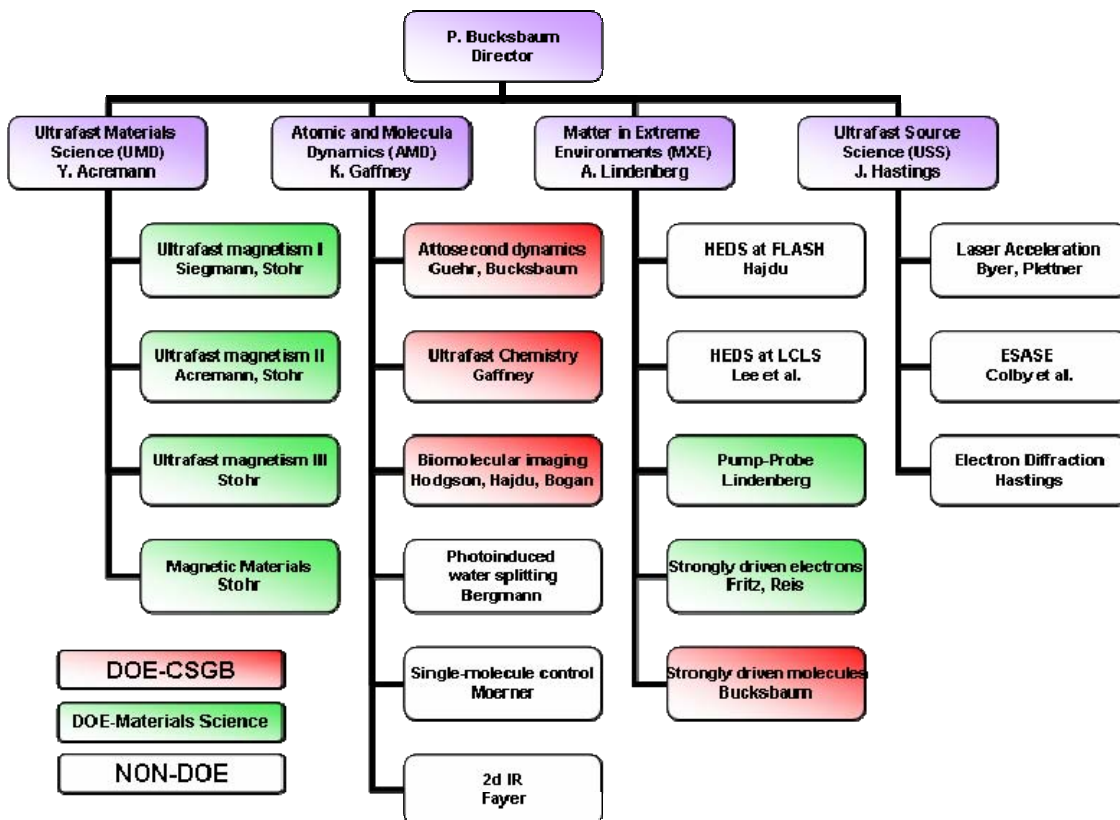 P. Bucksbaum
Director
Ultrafast Materials
Science (UMD)
Y. Acremann
Atomic and Molecula
Dynamics (AMD)
K. Gaffney
Matter in Extreme
Environments (MXE)
A. Lindenberg
Ultrafast Source
Science (USS)
J. Hastings
Ultrafast magnetism I
Siegmann, Stohr
Attosecond dynamics
Guehr, Bucksbaum
HEDS at FLASH
Hajdu
Laser Acceleration
Byer, Plettner
Ultrafast magnetism II
Acremann, Stohr
Ultrafast Chemistry
Gaffney
HEDS at LCLS
Lee et al.
ESASE
Colby et al.
Ultrafast magnetism III
Stohr
Biomolecular imaging
Hodgson, Hajdu, Bogan
Pump-Probe
Lindenberg
Electron Diffraction
Hastings
Magnetic Materials
Stohr
Photoinduced
water splitting
Bergmann
Strongly driven electrons
Fritz, Reis
Single-molecule control
Moerner
Strongly driven molecules
Bucksbaum
2d IR
Fayer
DOE-CSGB
DOE-Materials Science
NON-DOE